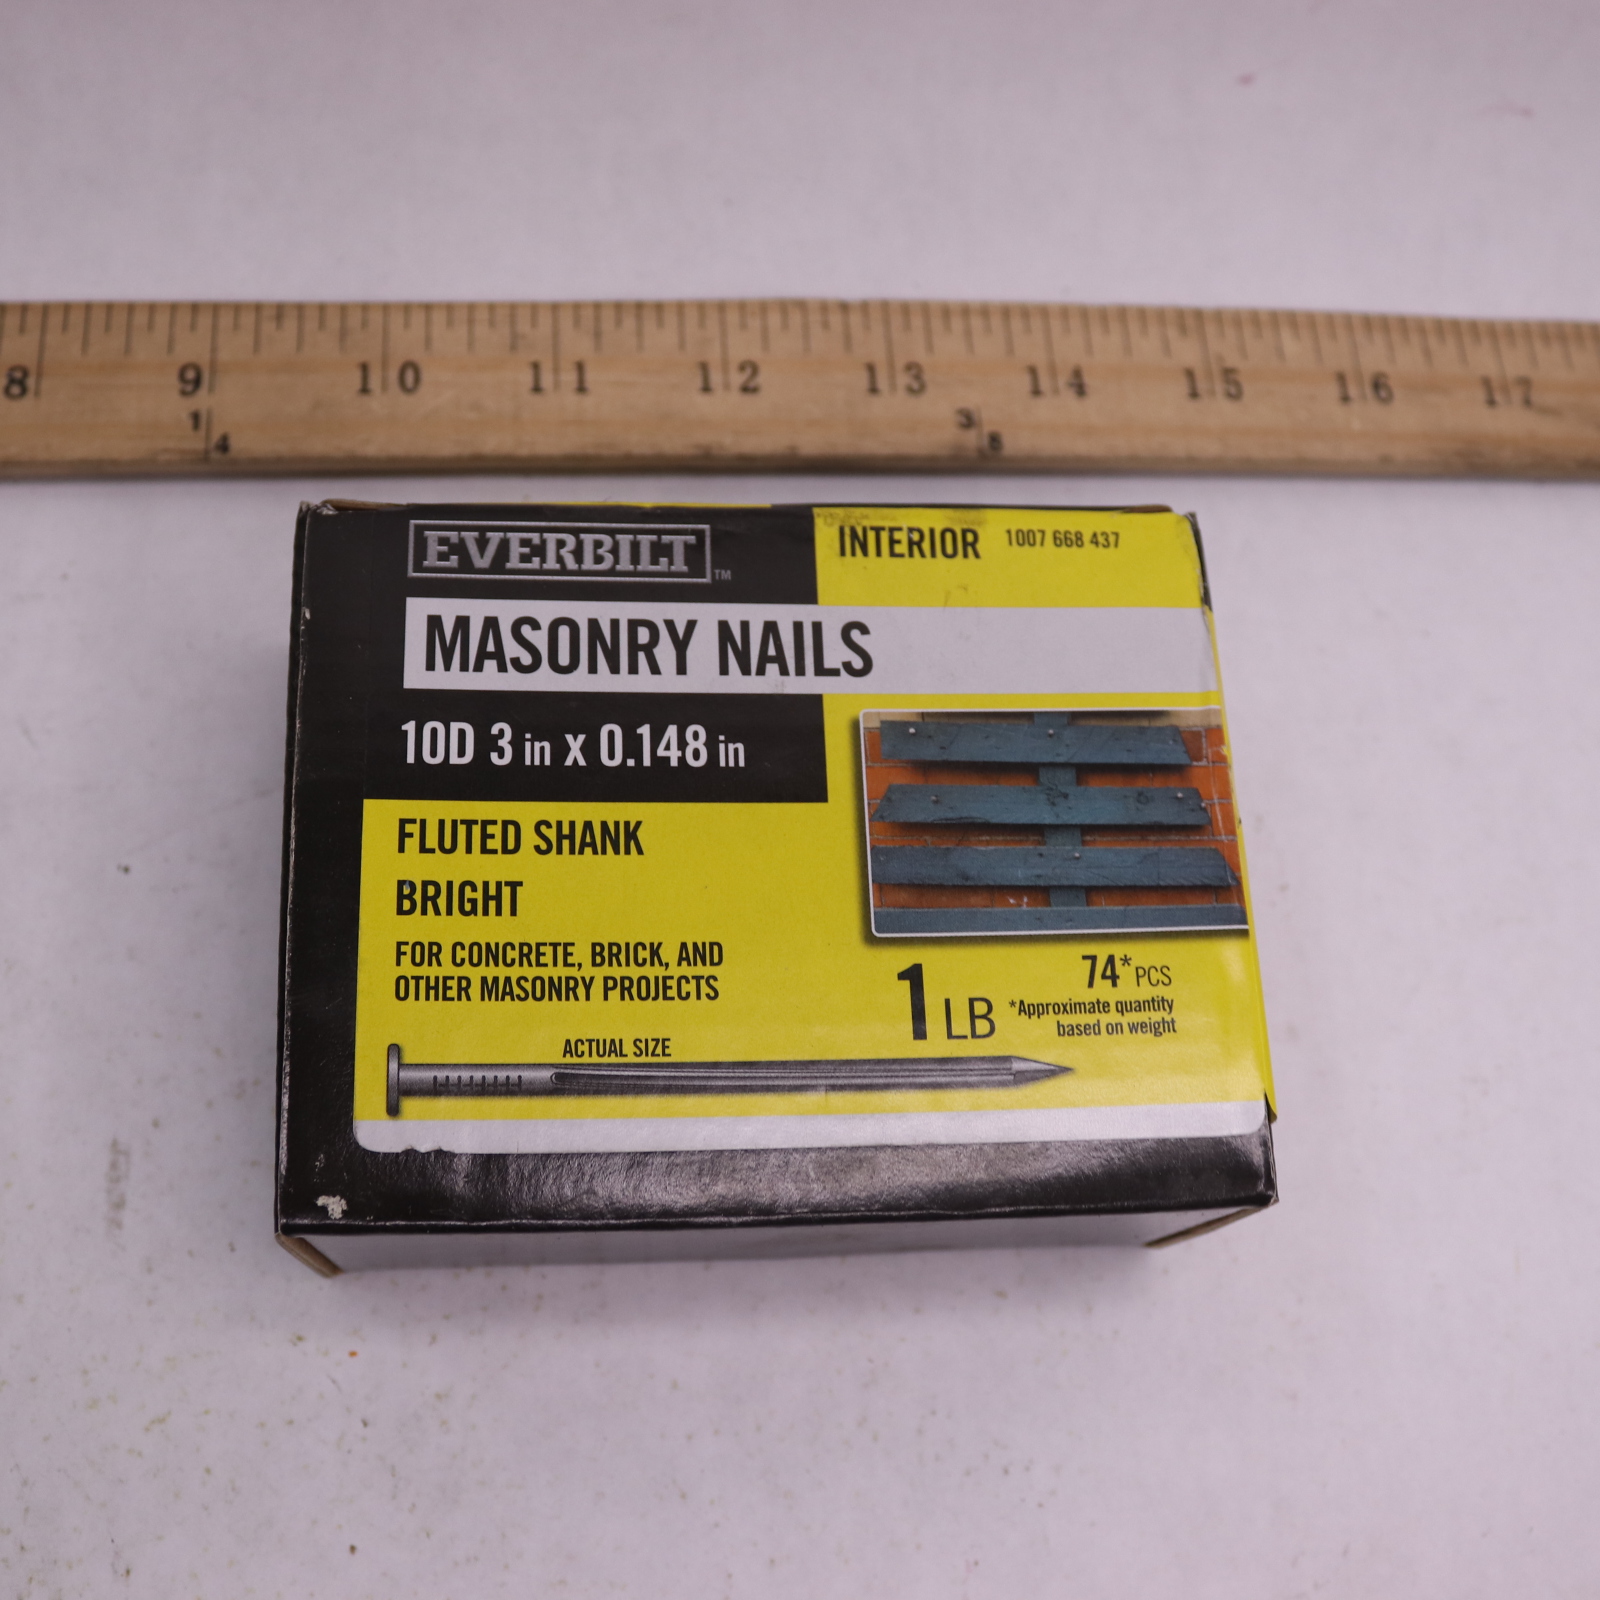 8 9 10 11 12 13 14 15 16 17
1 4 3 8
EVERBILT™
INTERIOR 1007 668 437
MASONRY NAILS
10D 3 in x 0.148 in
FLUTED SHANK
BRIGHT
FOR CONCRETE, BRICK, AND
OTHER MASONRY PROJECTS
1 LB
74* PCS
*Approximate quantity
based on weight
ACTUAL SIZE